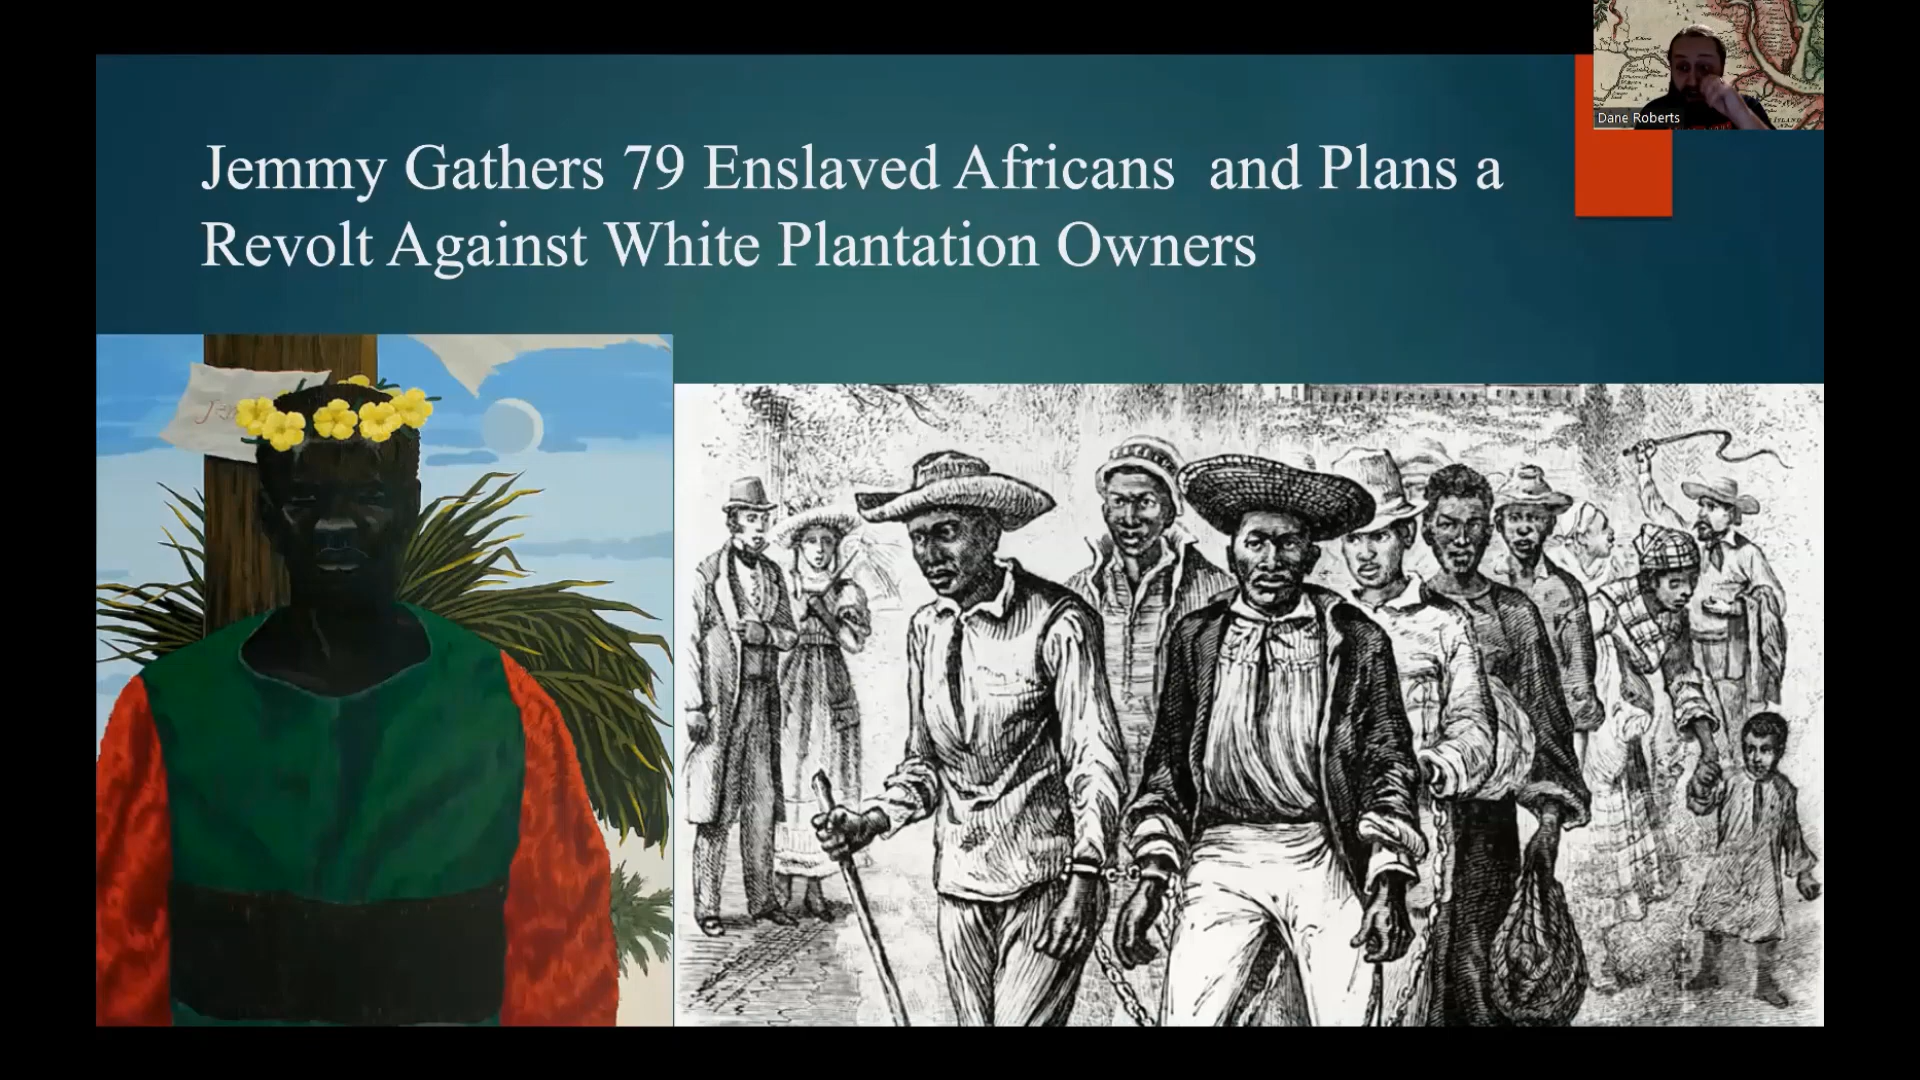 Dane Roberts
Jemmy Gathers 79 Enslaved Africans and Plans a
Revolt Against White Plantation Owners